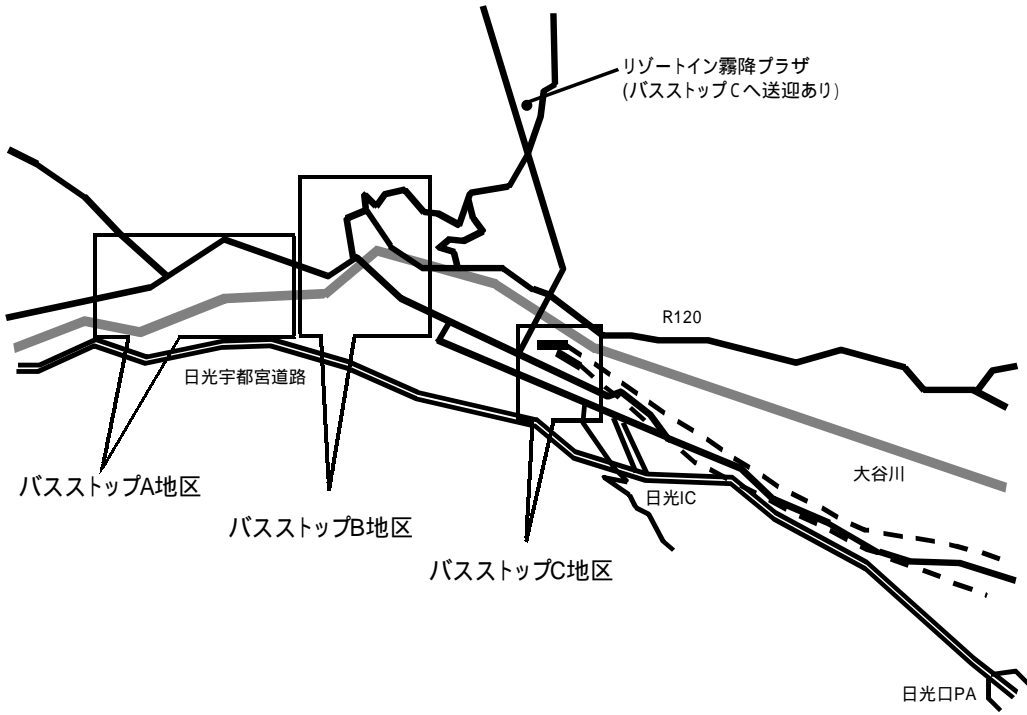 リゾートイン霧降プラザ
(バスストップCへ送迎あり)
R120
日光宇都宮道路
大谷川
バスストップA地区
日光IC
バスストップB地区
バスストップC地区
日光口PA